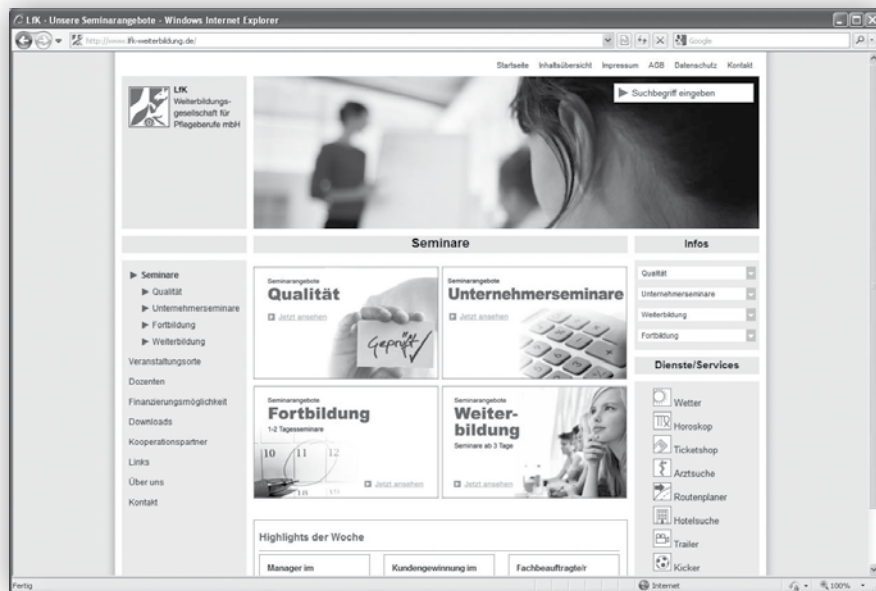 LfK - Unsere Seminarangebote - Windows Internet Explorer
http://www.lfk-weiterbildung.de/
Google
Startseite Inhaltsübersicht Impressum AGB Datenschutz Kontakt
LfK
Weiterbildungs-
gesellschaft für
Pflegeberufe mbH
Suchbegriff eingeben
Seminare
Infos
Seminare
Qualität
Unternehmerseminare
Fortbildung
Weiterbildung
Veranstaltungsorte
Dozenten
Finanzierungsmöglichkeit
Downloads
Kooperationspartner
Links
Über uns
Kontakt
Seminarangebote
Qualität
Jetzt ansehen
Geprüft
Seminarangebote
Unternehmerseminare
Jetzt ansehen
Seminarangebote
Fortbildung
1-2 Tagesseminare
10 11 12
18 19
Jetzt ansehen
Seminarangebote
Weiter-
bildung
Seminare ab 3 Tage
Jetzt ansehen
Highlights der Woche
Manager im
Kundengewinnung im
Fachbeauftragte/r
Qualität
Unternehmerseminare
Weiterbildung
Fortbildung
Dienste/Services
Wetter
Horoskop
Ticketshop
Arztsuche
Routenplaner
Hotelsuche
Trailer
Kicker
Fertig
Internet
100%